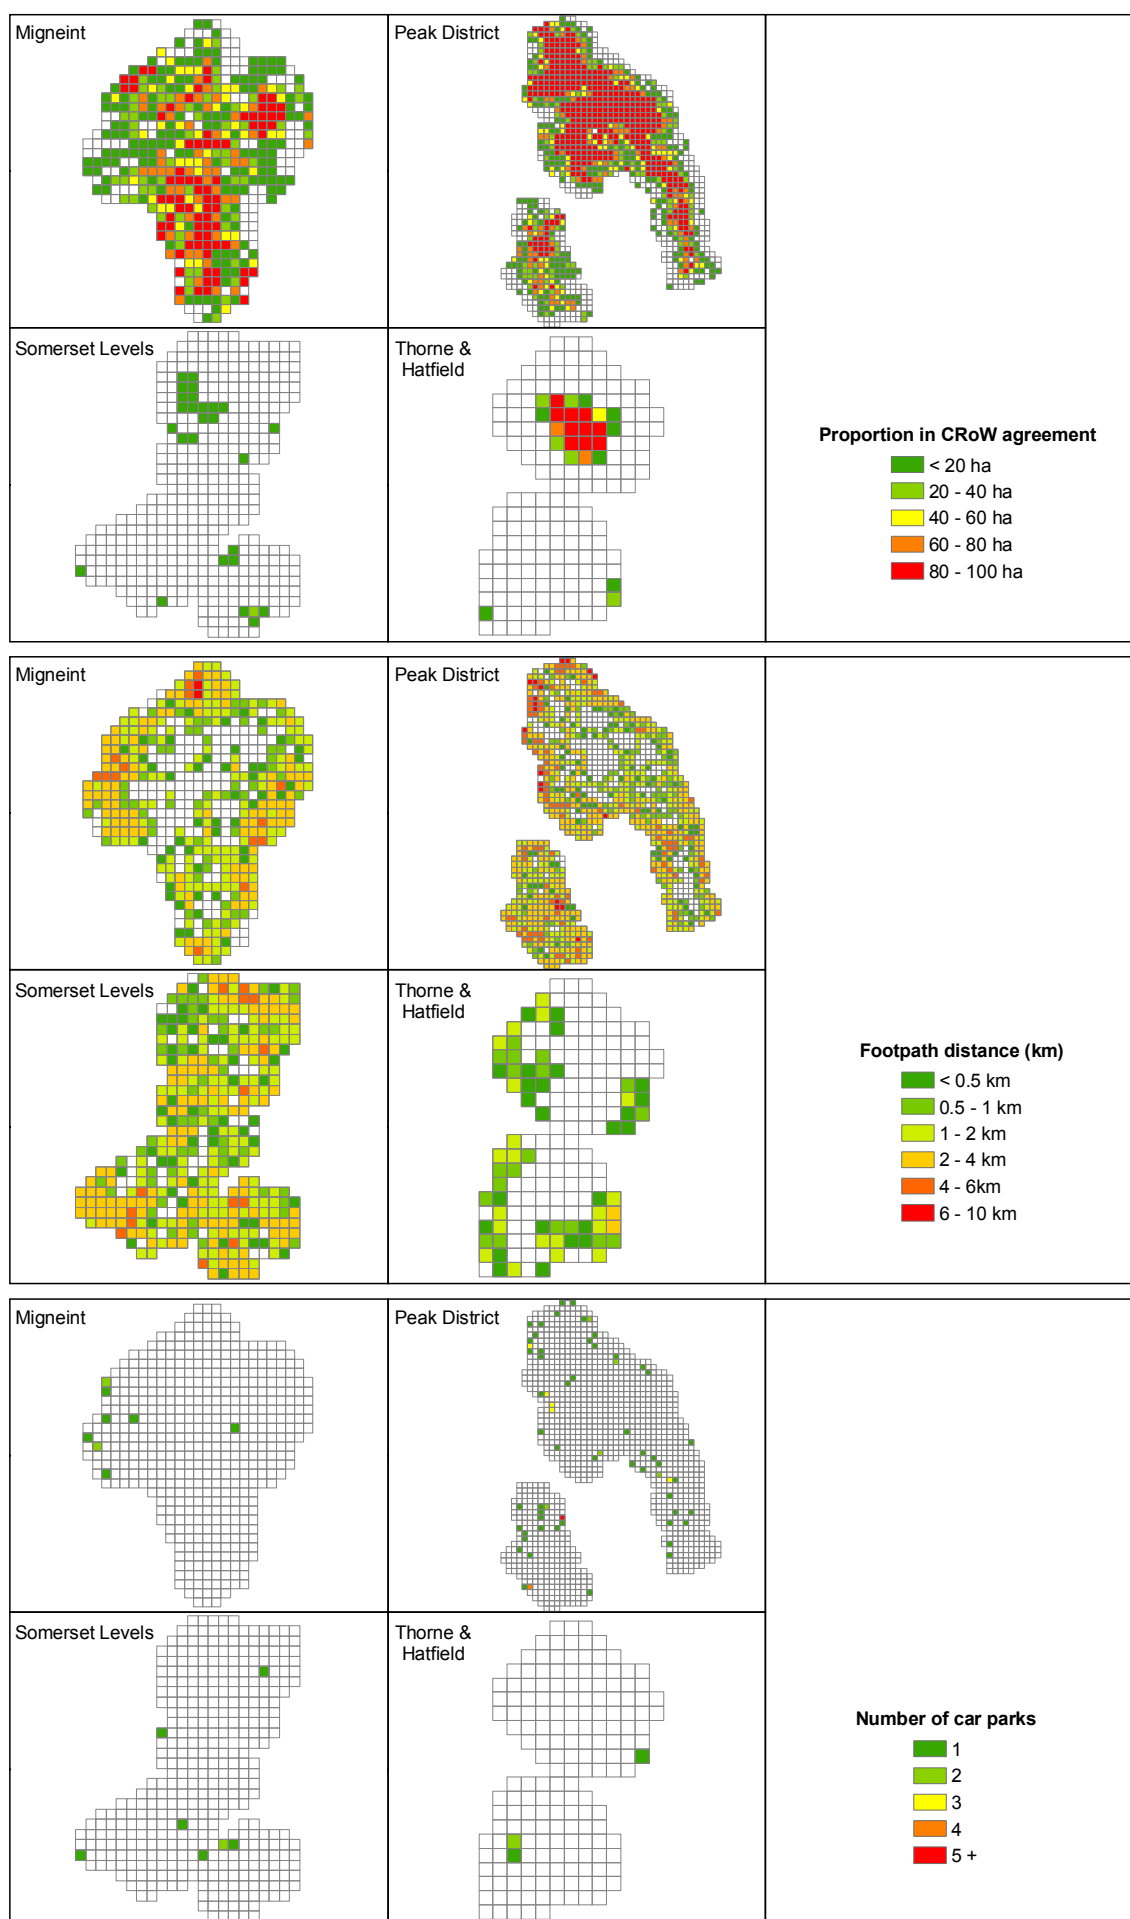 Migneint
Peak District
Somerset Levels
Thorne &
Hatfield
Proportion in CRoW agreement
< 20 ha
20 - 40 ha
40 - 60 ha
60 - 80 ha
80 - 100 ha
Migneint
Peak District
Somerset Levels
Thorne &
Hatfield
Footpath distance (km)
< 0.5 km
0.5 - 1 km
1 - 2 km
2 - 4 km
4 - 6km
6 - 10 km
Migneint
Peak District
Somerset Levels
Thorne &
Hatfield
Number of car parks
1
2
3
4
5 +